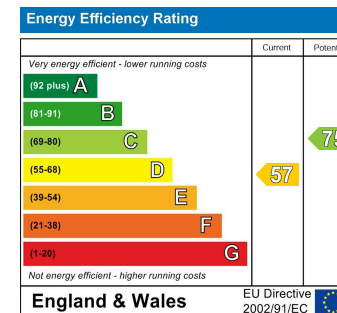 Energy Efficiency Rating
Current
Very energy efficient - lower running costs
(92 plus) A
(81-91) B
(69-80) C
(55-68) D
57
(39-54) E
(21-38) F
(1-20) G
Not energy efficient - higher running costs
England & Wales
EU Directive
2002/91/EC